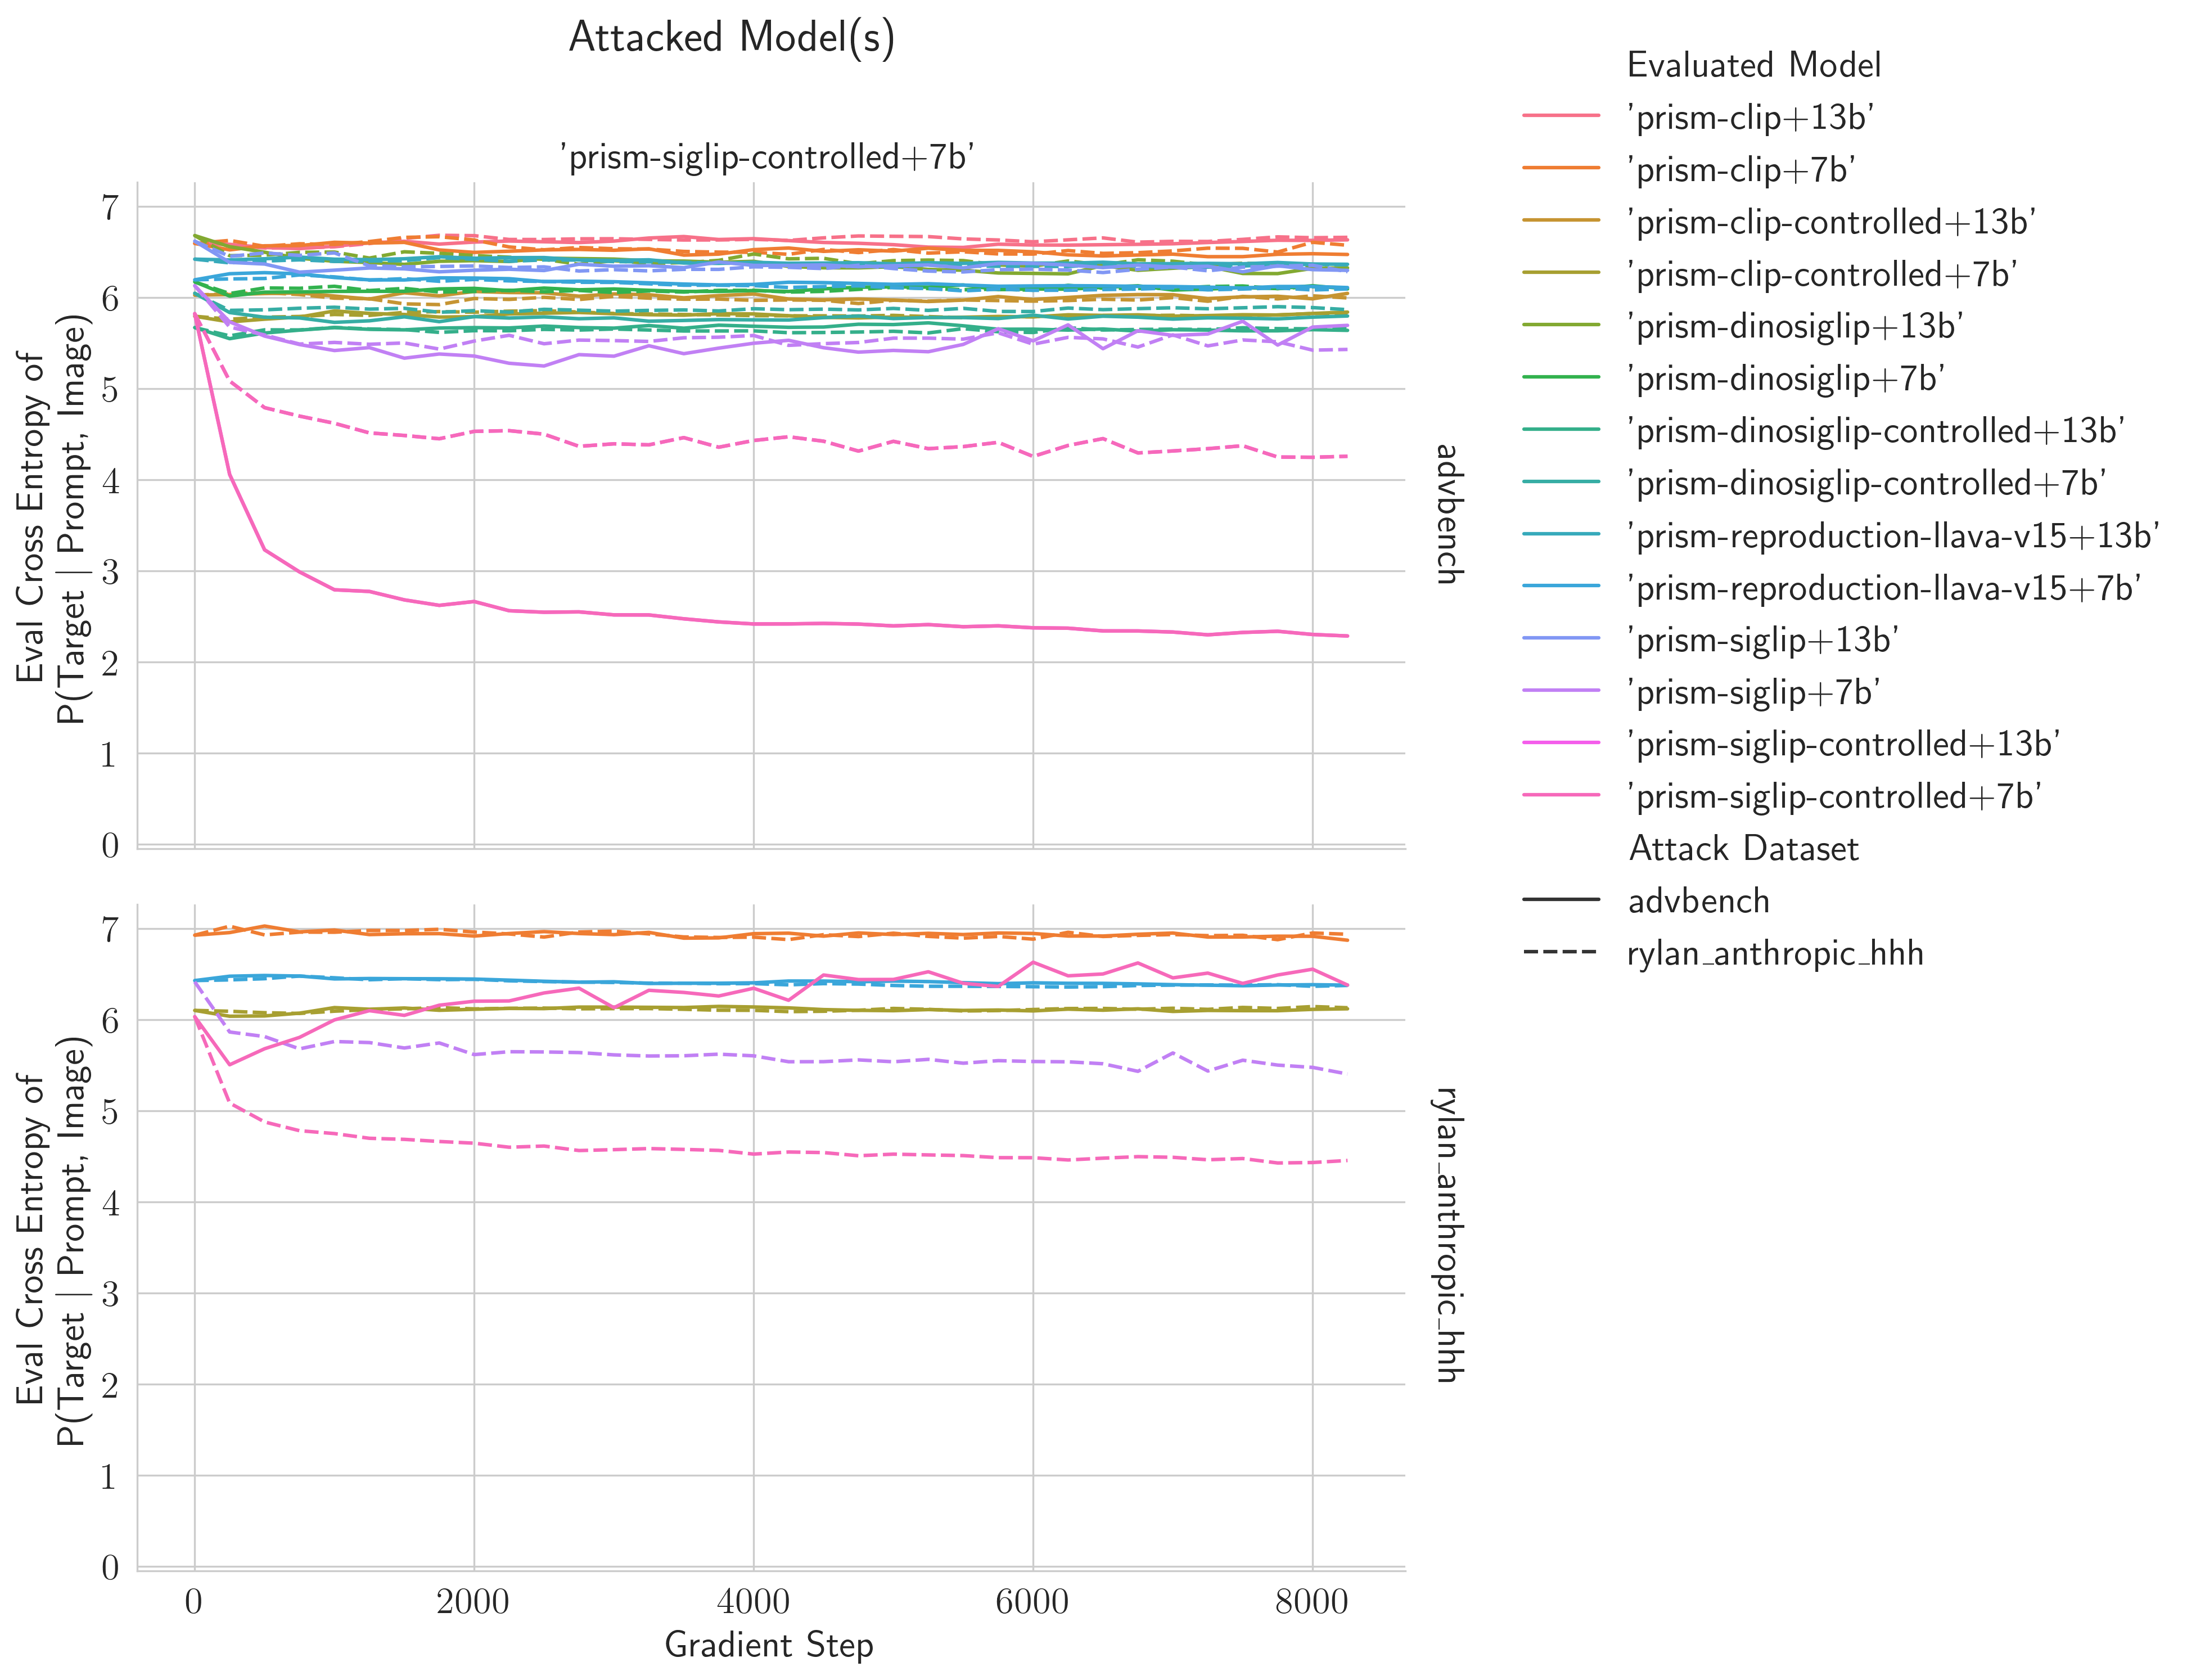 Attacked Model(s)
'prism-siglip-controlled+7b'
Eval Cross Entropy of
P(Target | Prompt, Image)
7
6
5
4
3
2
1
0
advbench
Eval Cross Entropy of
P(Target | Prompt, Image)
7
6
5
4
3
2
1
0
rylan_anthropic_hhh
0 2000 4000 6000 8000
Gradient Step
Evaluated Model
'prism-clip+13b'
'prism-clip+7b'
'prism-clip-controlled+13b'
'prism-clip-controlled+7b'
'prism-dinosiglip+13b'
'prism-dinosiglip+7b'
'prism-dinosiglip-controlled+13b'
'prism-dinosiglip-controlled+7b'
'prism-reproduction-llava-v15+13b'
'prism-reproduction-llava-v15+7b'
'prism-siglip+13b'
'prism-siglip+7b'
'prism-siglip-controlled+13b'
'prism-siglip-controlled+7b'
Attack Dataset
advbench
rylan_anthropic_hhh